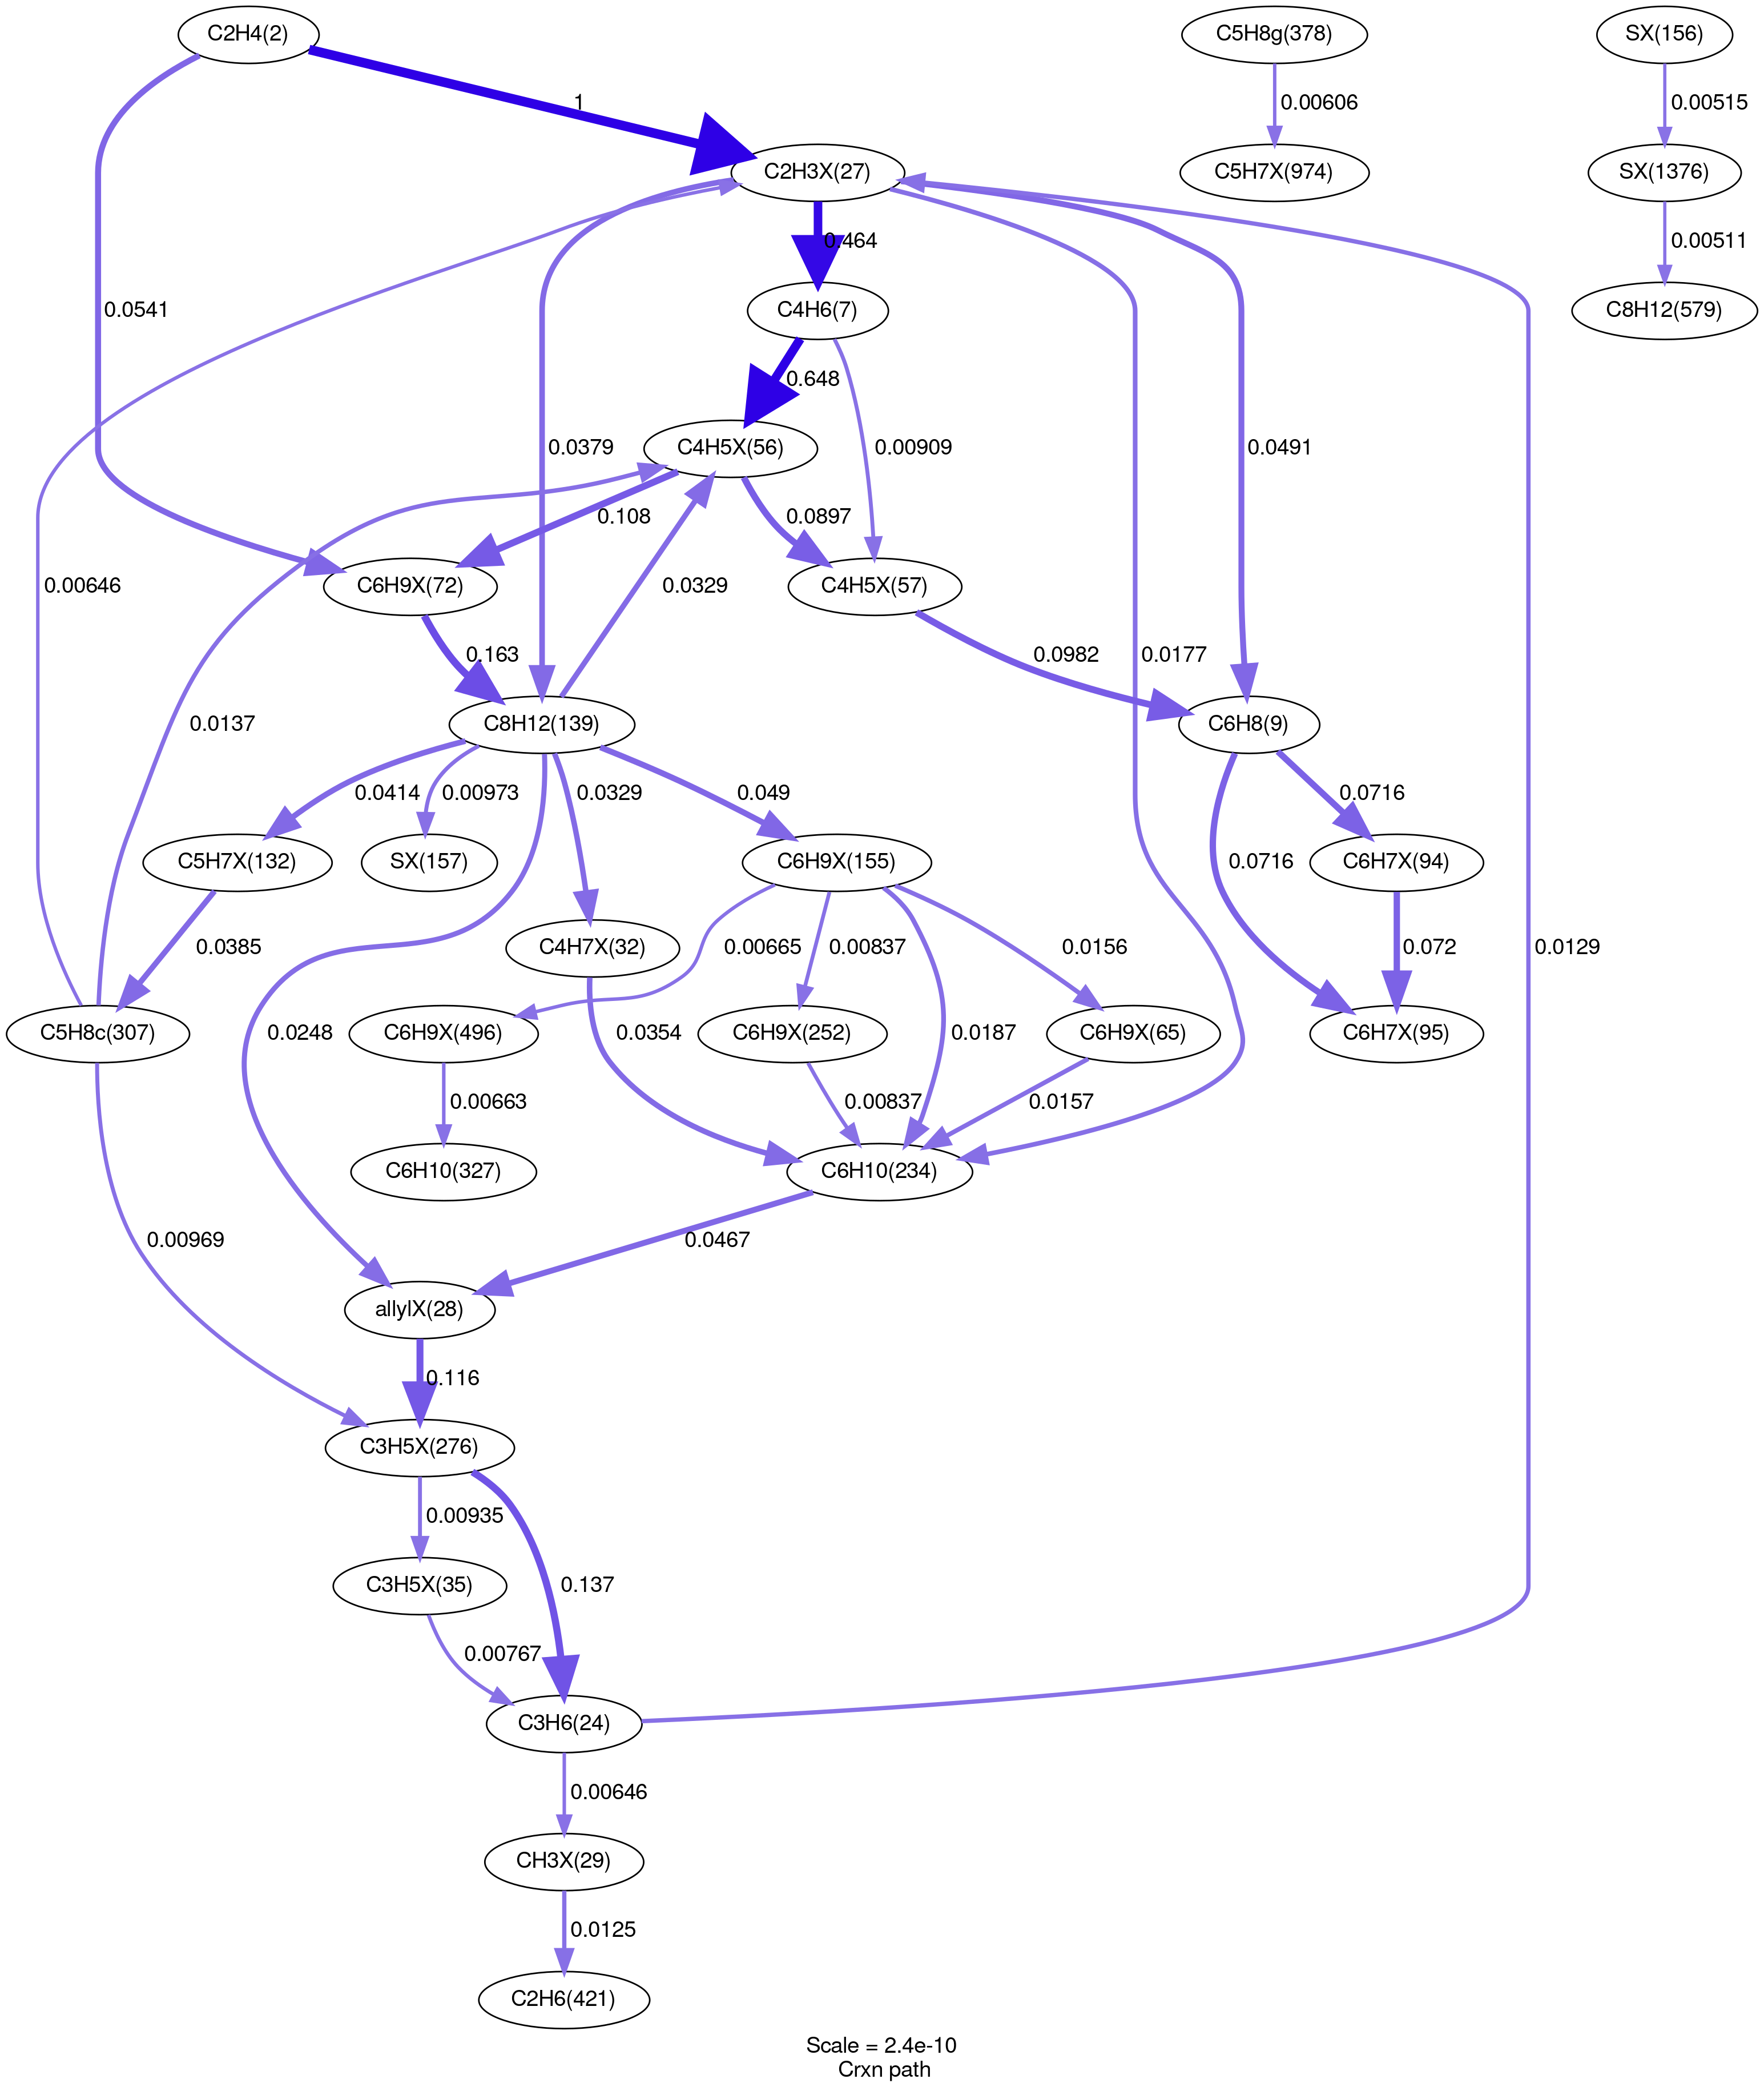 C2H4(2)
C5H8g(378)
SX(156)
1
0.00606
0.00515
C2H3X(27)
C5H7X(974)
SX(1376)
0.464
0.00511
0.0541
C4H6(7)
C8H12(579)
0.648
0.0379
C4H5X(56)
0.00909
0.0491
0.108
0.0897
0.00646
C6H9X(72)
0.0329
C4H5X(57)
0.163
0.0982
0.0177
0.0137
C8H12(139)
C6H8(9)
0.0414
0.00973
0.0329
0.049
0.0716
C5H7X(132)
SX(157)
C6H9X(155)
0.0716
C6H7X(94)
0.0385
C4H7X(32)
0.00665
0.00837
0.0156
0.072
0.0129
C5H8c(307)
0.0248
C6H9X(496)
0.0354
C6H9X(252)
0.0187
C6H9X(65)
C6H7X(95)
0.00663
0.00837
0.0157
C6H10(327)
C6H10(234)
0.00969
0.0467
allylX(28)
0.116
C3H5X(276)
0.00935
0.137
C3H5X(35)
0.00767
C3H6(24)
0.00646
CH3X(29)
0.0125
C2H6(421)
Scale = 2.4e-10
Crxn path